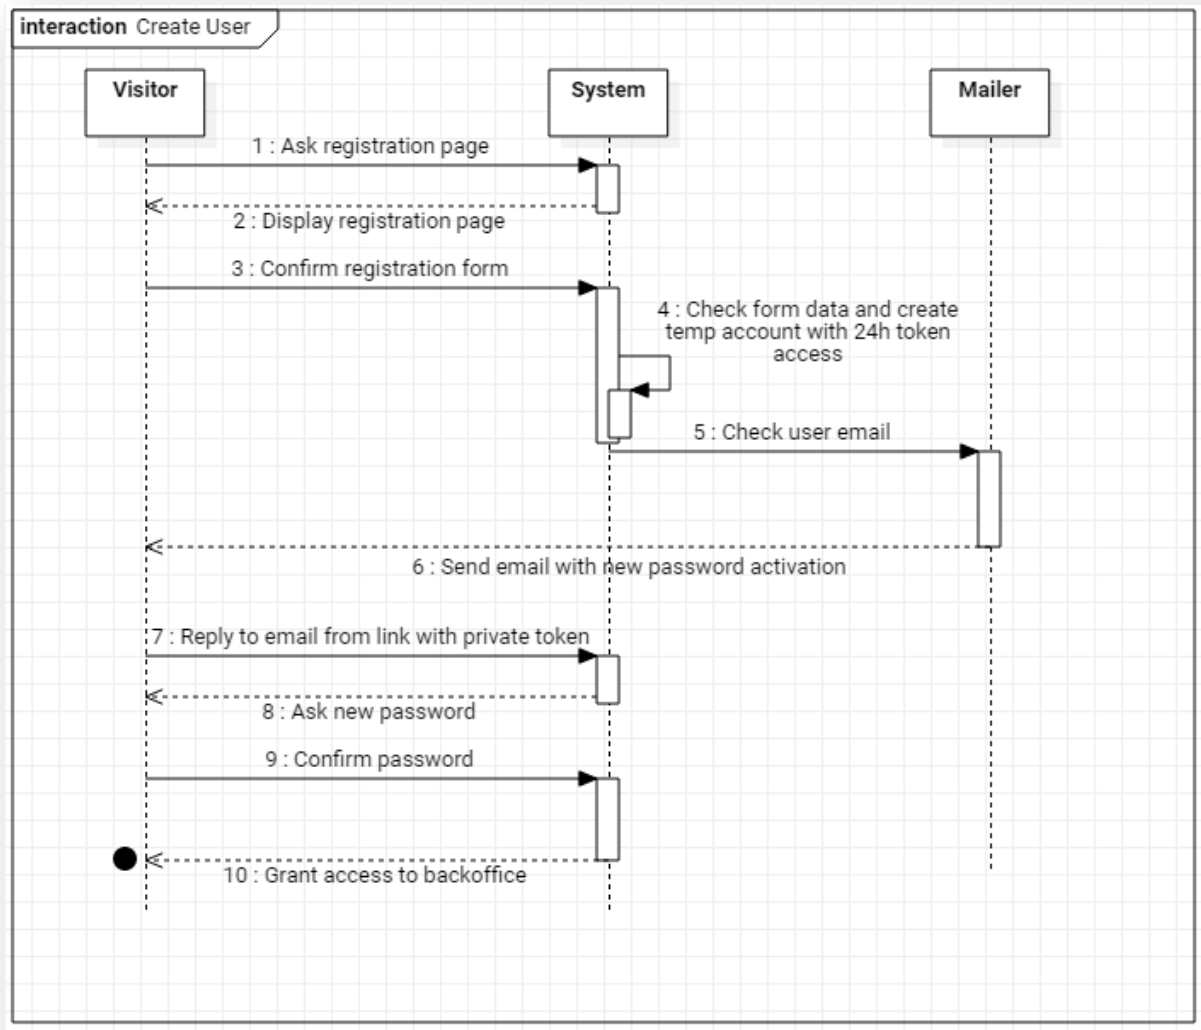 interaction Create User
Visitor
System
Mailer
1 : Ask registration page
2 : Display registration page
3 : Confirm registration form
4 : Check form data and create
temp account with 24h token
access
5 : Check user email
6 : Send email with new password activation
7 : Reply to email from link with private token
8 : Ask new password
9 : Confirm password
10 : Grant access to backoffice